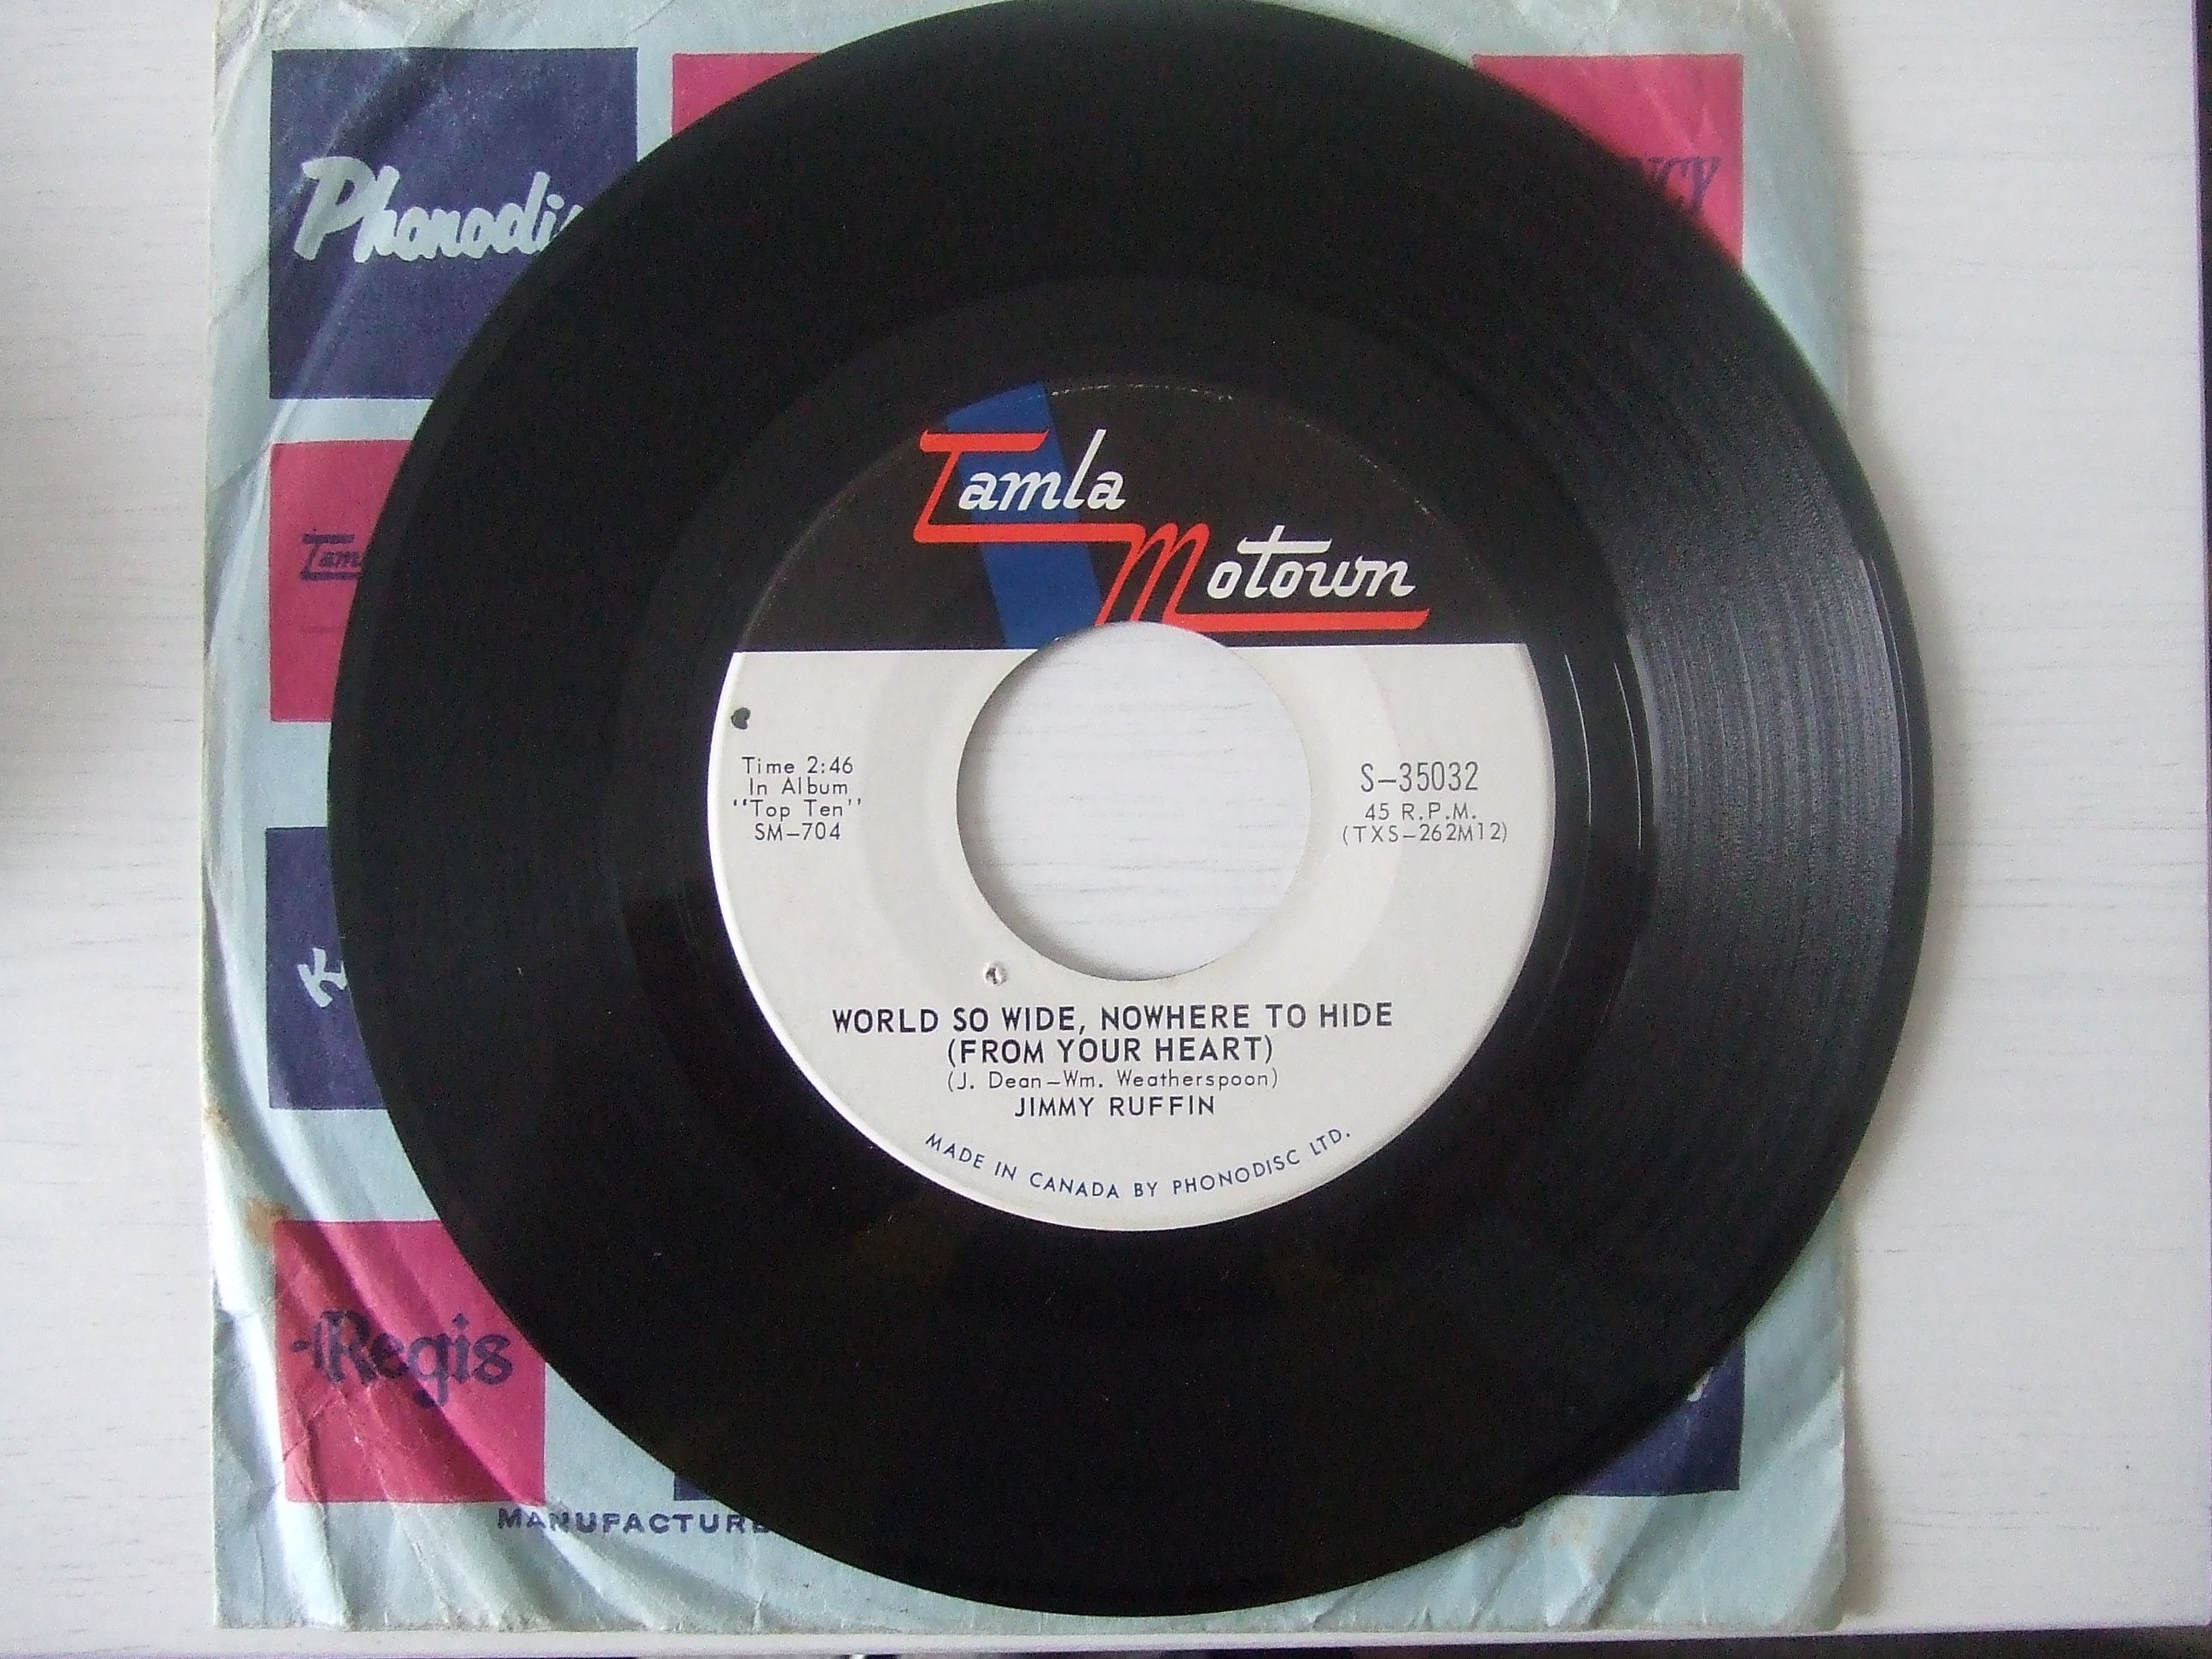 Tamla
Motown
Time 2:46
In Album
"Top Ten"
SM-704
S-35032
45 R.P.M.
(TXS-262M12)
WORLD SO WIDE, NOWHERE TO HIDE
(FROM YOUR HEART)
(J. Dean-Wm. Weatherspoon)
JIMMY RUFFIN
MADE IN CANADA BY PHONODISC LTD.
Regis